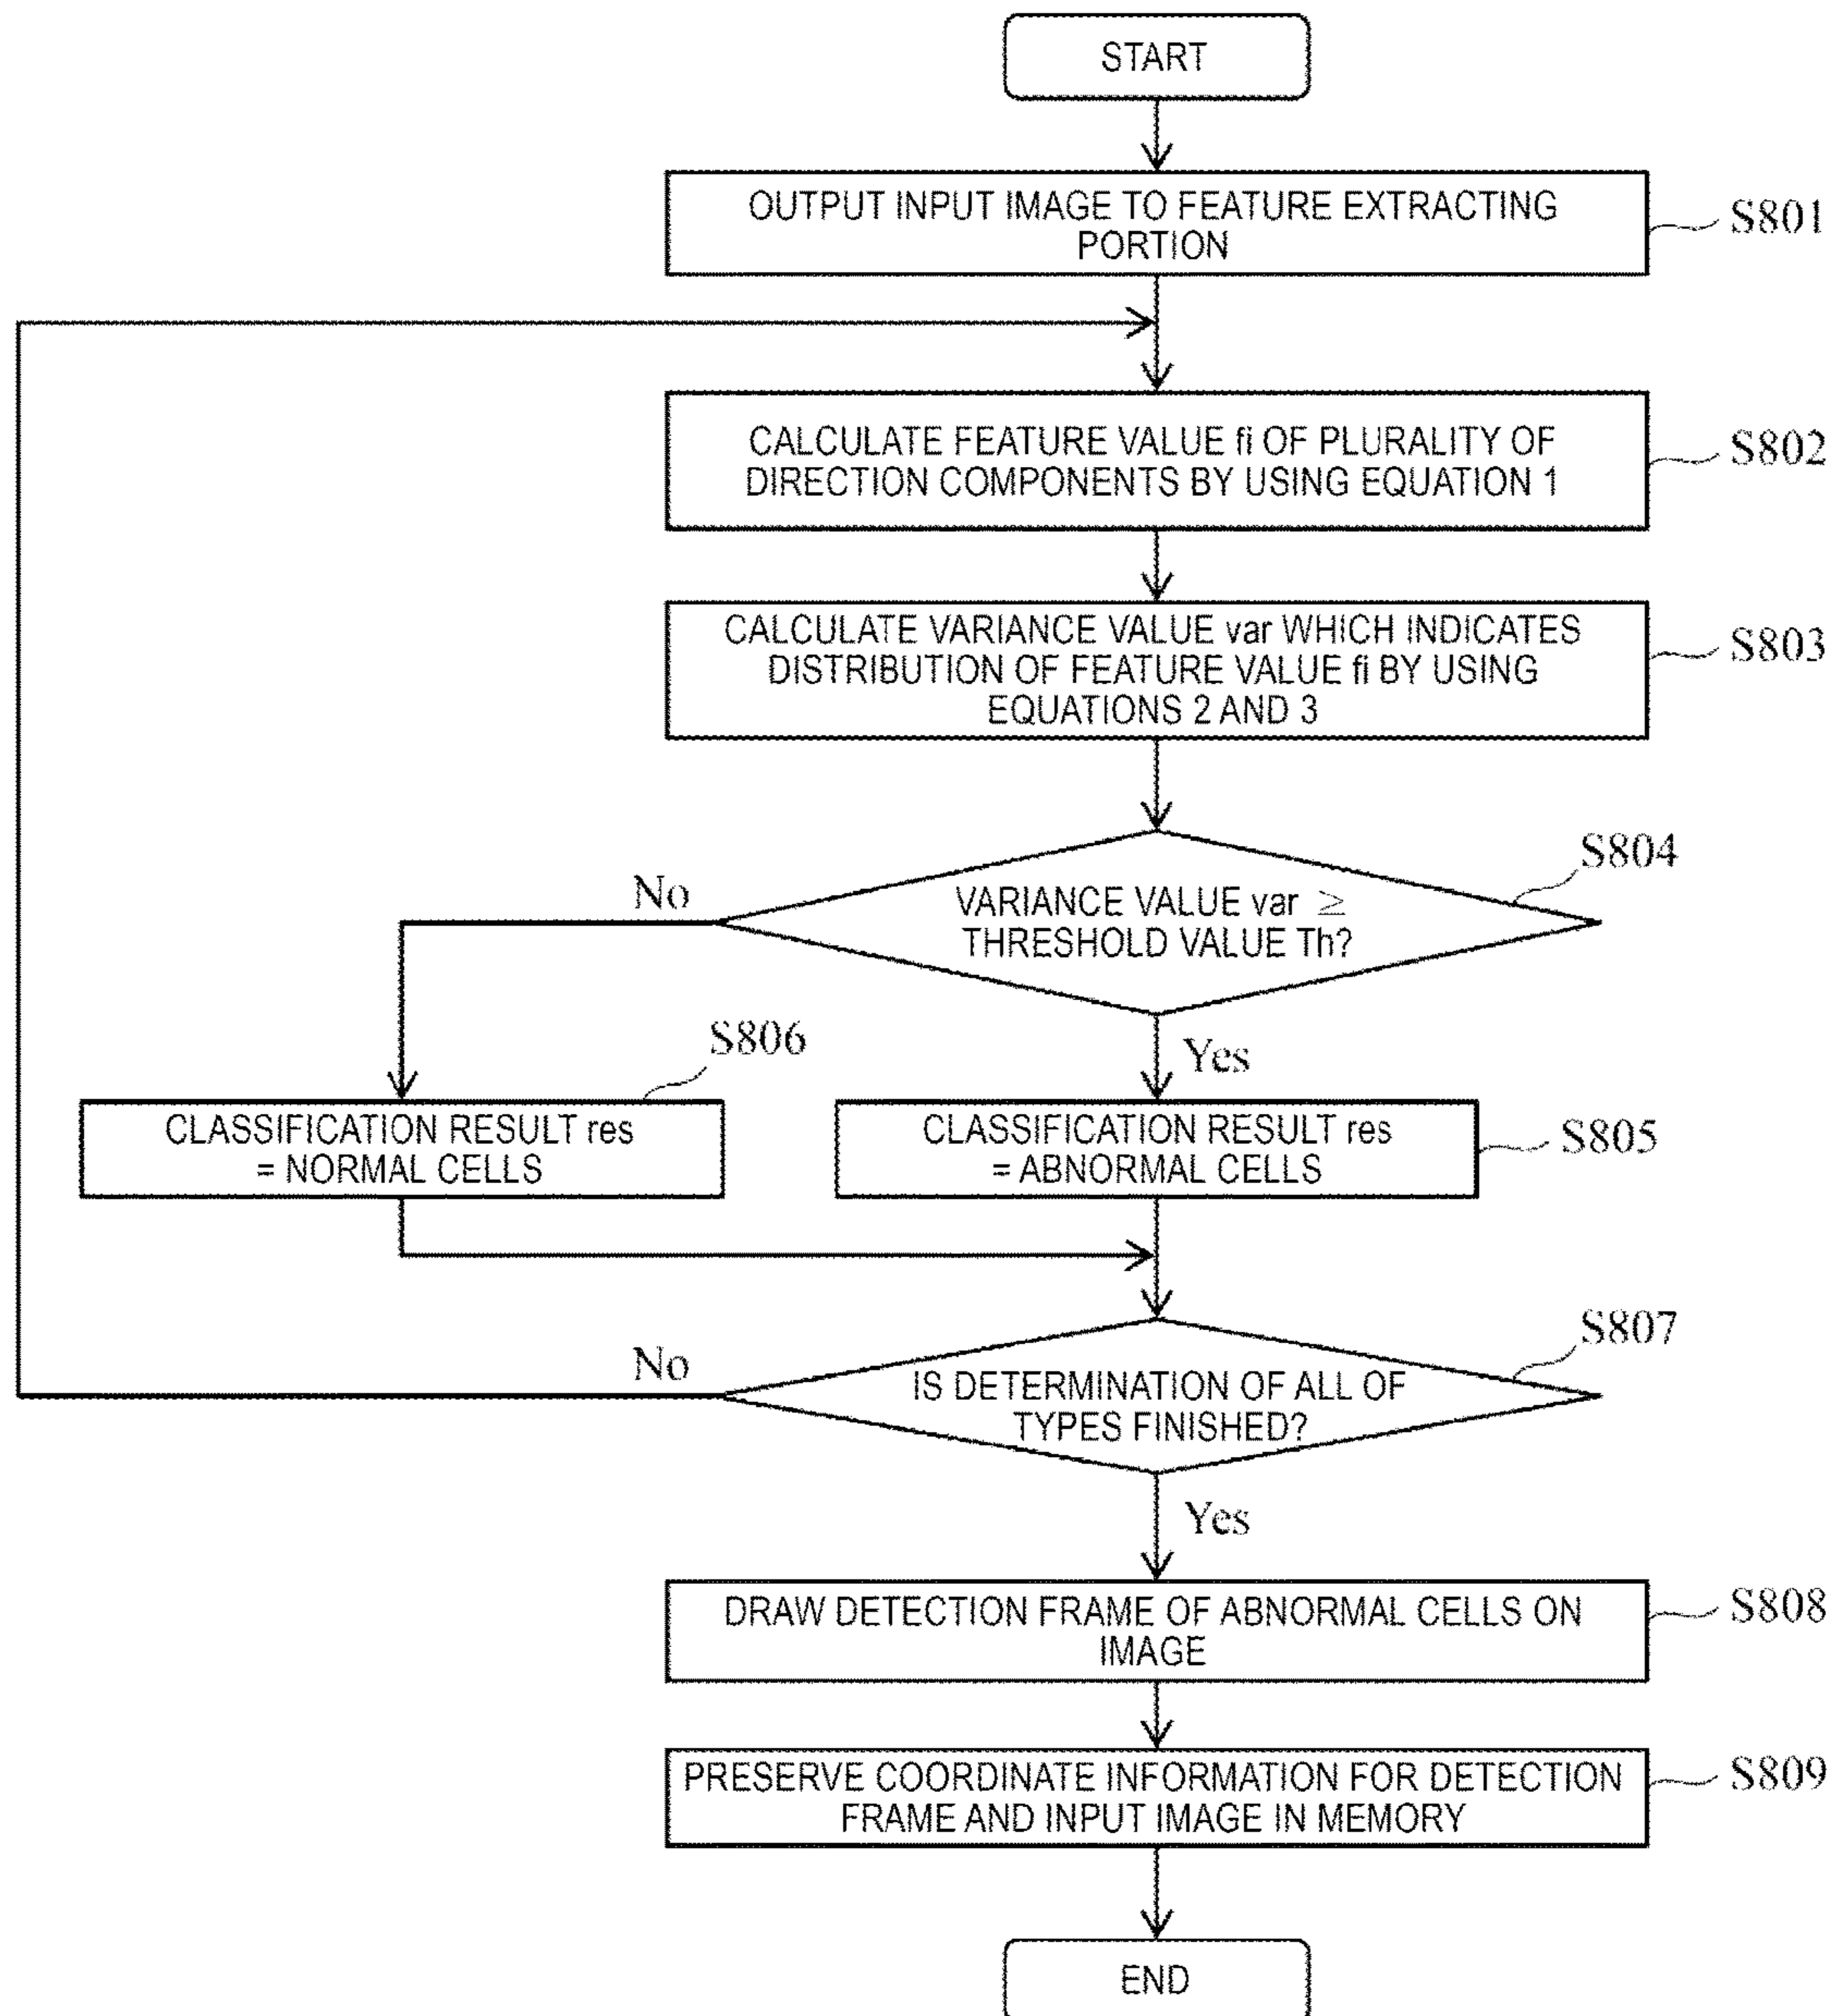 START
OUTPUT INPUT IMAGE TO FEATURE EXTRACTING
PORTION
S801
CALCULATE FEATURE VALUE fi OF PLURALITY OF
DIRECTION COMPONENTS BY USING EQUATION 1
S802
CALCULATE VARIANCE VALUE var WHICH INDICATES
DISTRIBUTION OF FEATURE VALUE fi BY USING
EQUATIONS 2 AND 3
S803
S804
No
VARIANCE VALUE var ≥
THRESHOLD VALUE Th?
Yes
S806
CLASSIFICATION RESULT res
= NORMAL CELLS
CLASSIFICATION RESULT res
= ABNORMAL CELLS
S805
S807
No
IS DETERMINATION OF ALL OF
TYPES FINISHED?
Yes
DRAW DETECTION FRAME OF ABNORMAL CELLS ON
IMAGE
S808
PRESERVE COORDINATE INFORMATION FOR DETECTION
FRAME AND INPUT IMAGE IN MEMORY
S809
END